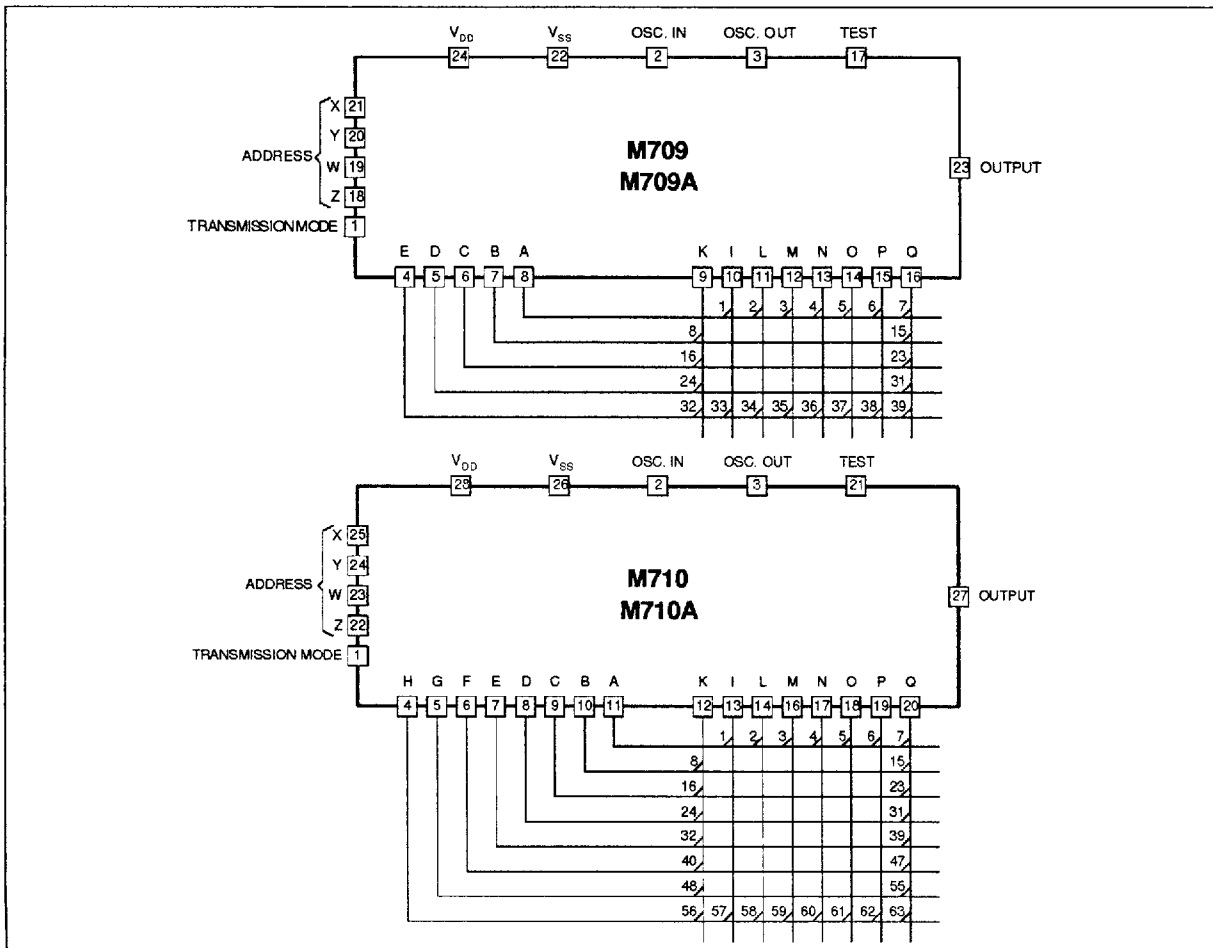 V_DD V_SS OSC. IN OSC. OUT TEST
24 22 2 3 17
X 21
Y 20
ADDRESS
W 19
Z 18
TRANSMISSION MODE 1
M709
M709A
23 OUTPUT
E D C B A K I L M N O P Q
4 5 6 7 8 9 10 11 12 13 14 15 16
1 2 3 4 5 6 7
8 15
16 23
24 31
32 33 34 35 36 37 38 39
V_DD V_SS OSC. IN OSC. OUT TEST
28 26 2 3 21
X 25
Y 24
ADDRESS
W 23
Z 22
TRANSMISSION MODE 1
M710
M710A
27 OUTPUT
H G F E D C B A K I L M N O P Q
4 5 6 7 8 9 10 11 12 13 14 16 17 18 19 20
1 2 3 4 5 6 7
8 15
16 23
24 31
32 39
40 47
48 55
56 57 58 59 60 61 62 63